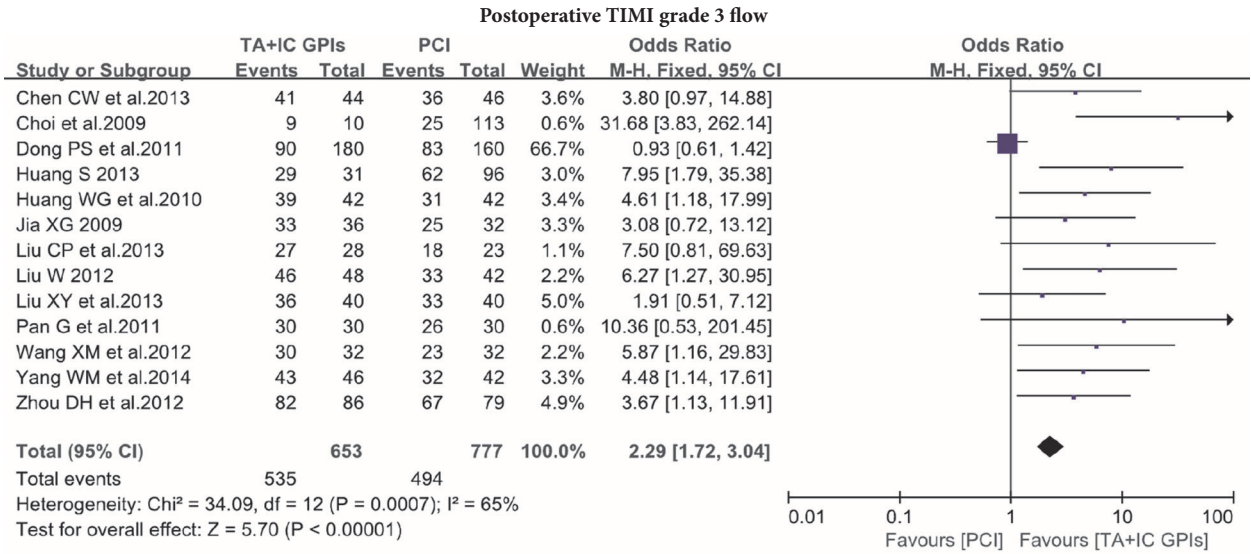 Postoperative TIMI grade 3 flow
TA+IC GPIs PCI Odds Ratio Odds Ratio
Study or Subgroup Events Total Events Total Weight M-H, Fixed, 95% CI M-H, Fixed, 95% CI
Chen CW et al.2013 41 44 36 46 3.6% 3.80 [0.97, 14.88]
Choi et al.2009 9 10 25 113 0.6% 31.68 [3.83, 262.14]
Dong PS et al.2011 90 180 83 160 66.7% 0.93 [0.61, 1.42]
Huang S 2013 29 31 62 96 3.0% 7.95 [1.79, 35.38]
Huang WG et al.2010 39 42 31 42 3.4% 4.61 [1.18, 17.99]
Jia XG 2009 33 36 25 32 3.3% 3.08 [0.72, 13.12]
Liu CP et al.2013 27 28 18 23 1.1% 7.50 [0.81, 69.63]
Liu W 2012 46 48 33 42 2.2% 6.27 [1.27, 30.95]
Liu XY et al.2013 36 40 33 40 5.0% 1.91 [0.51, 7.12]
Pan G et al.2011 30 30 26 30 0.6% 10.36 [0.53, 201.45]
Wang XM et al.2012 30 32 23 32 2.2% 5.87 [1.16, 29.83]
Yang WM et al.2014 43 46 32 42 3.3% 4.48 [1.14, 17.61]
Zhou DH et al.2012 82 86 67 79 4.9% 3.67 [1.13, 11.91]
Total (95% CI) 653 777 100.0% 2.29 [1.72, 3.04]
Total events 535 494
Heterogeneity: Chi² = 34.09, df = 12 (P = 0.0007); I² = 65%
Test for overall effect: Z = 5.70 (P < 0.00001)
0.01 0.1 1 10 100
Favours [PCI] Favours [TA+IC GPIs]